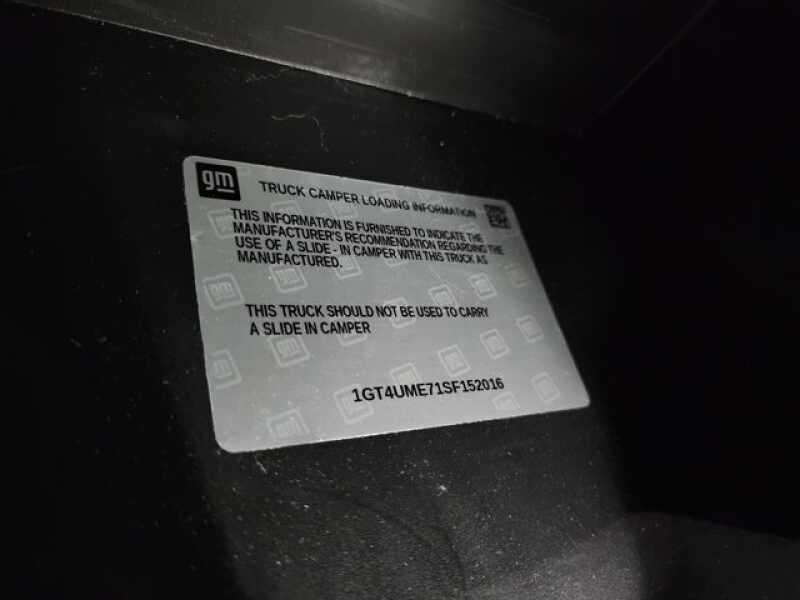 gm
TRUCK CAMPER LOADING INFORMATION
THIS INFORMATION IS FURNISHED TO INDICATE THE
MANUFACTURER'S RECOMMENDATION REGARDING THE
USE OF A SLIDE - IN CAMPER WITH THIS TRUCK AS
MANUFACTURED.
THIS TRUCK SHOULD NOT BE USED TO CARRY
A SLIDE IN CAMPER
1GT4UME71SF152016